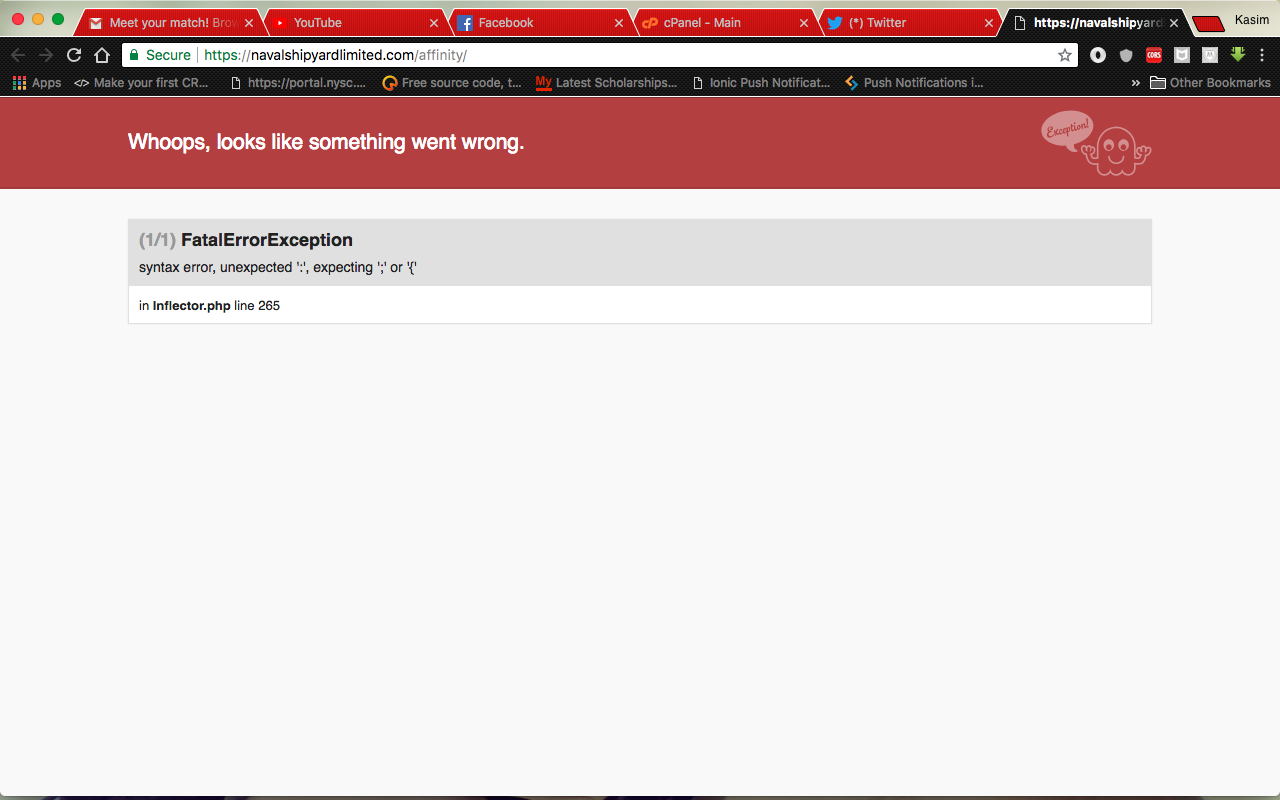 Meet your match! Brow
YouTube
Facebook
cPanel - Main
(*) Twitter
https://navalshipyard
Kasim
Secure https://navalshipyardlimited.com/affinity/
CORS
Apps </> Make your first CR... https://portal.nysc.... Free source code, t... My Latest Scholarships... Ionic Push Notificat... Push Notifications i... » Other Bookmarks
Whoops, looks like something went wrong.
Exception!
(1/1) FatalErrorException
syntax error, unexpected ':', expecting ';' or '{'
in Inflector.php line 265